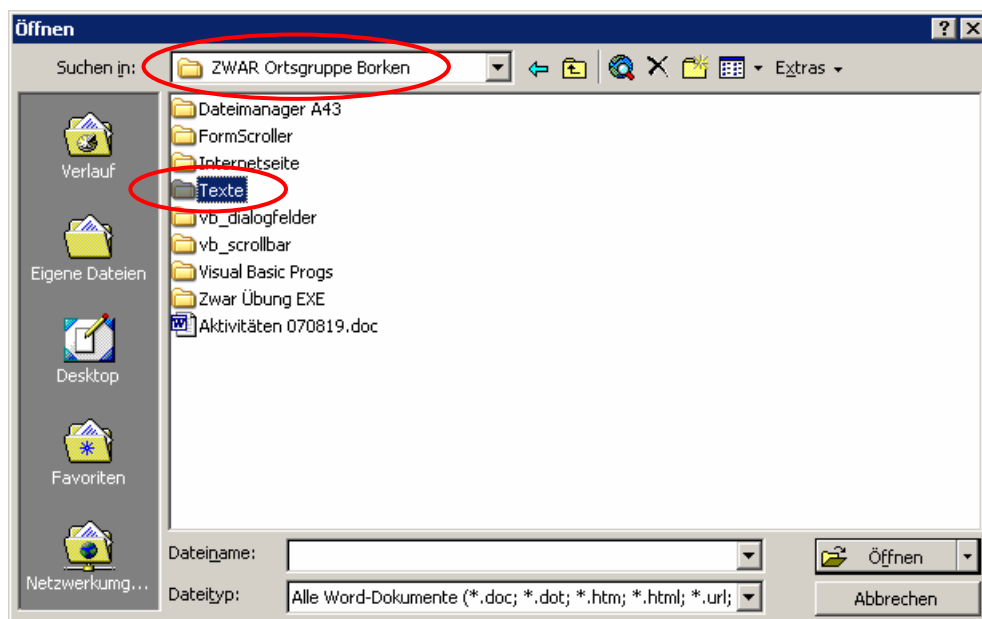 Öffnen
Suchen in: ZWAR Ortsgruppe Borken Extras
Dateimanager A43
FormScroller
Internetseite
Texte
vb_dialogfelder
vb_scrollbar
Visual Basic Progs
Zwar Übung EXE
Aktivitäten 070819.doc
Verlauf
Eigene Dateien
Desktop
Favoriten
Netzwerkumg...
Dateiname: Öffnen
Dateityp: Alle Word-Dokumente (*.doc; *.dot; *.htm; *.html; *.url; Abbrechen